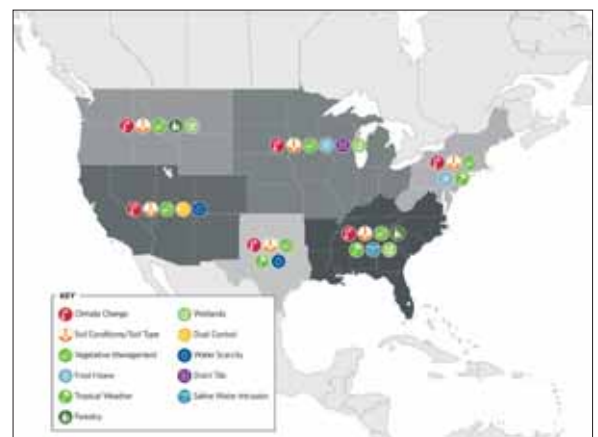 KEY
Climate Change
Soil Conditions/Soil Type
Vegetative Management
Frost Heave
Tropical Weather
Forestry
Wetlands
Dust Control
Water Scarcity
Drain Tile
Saline Water Intrusion